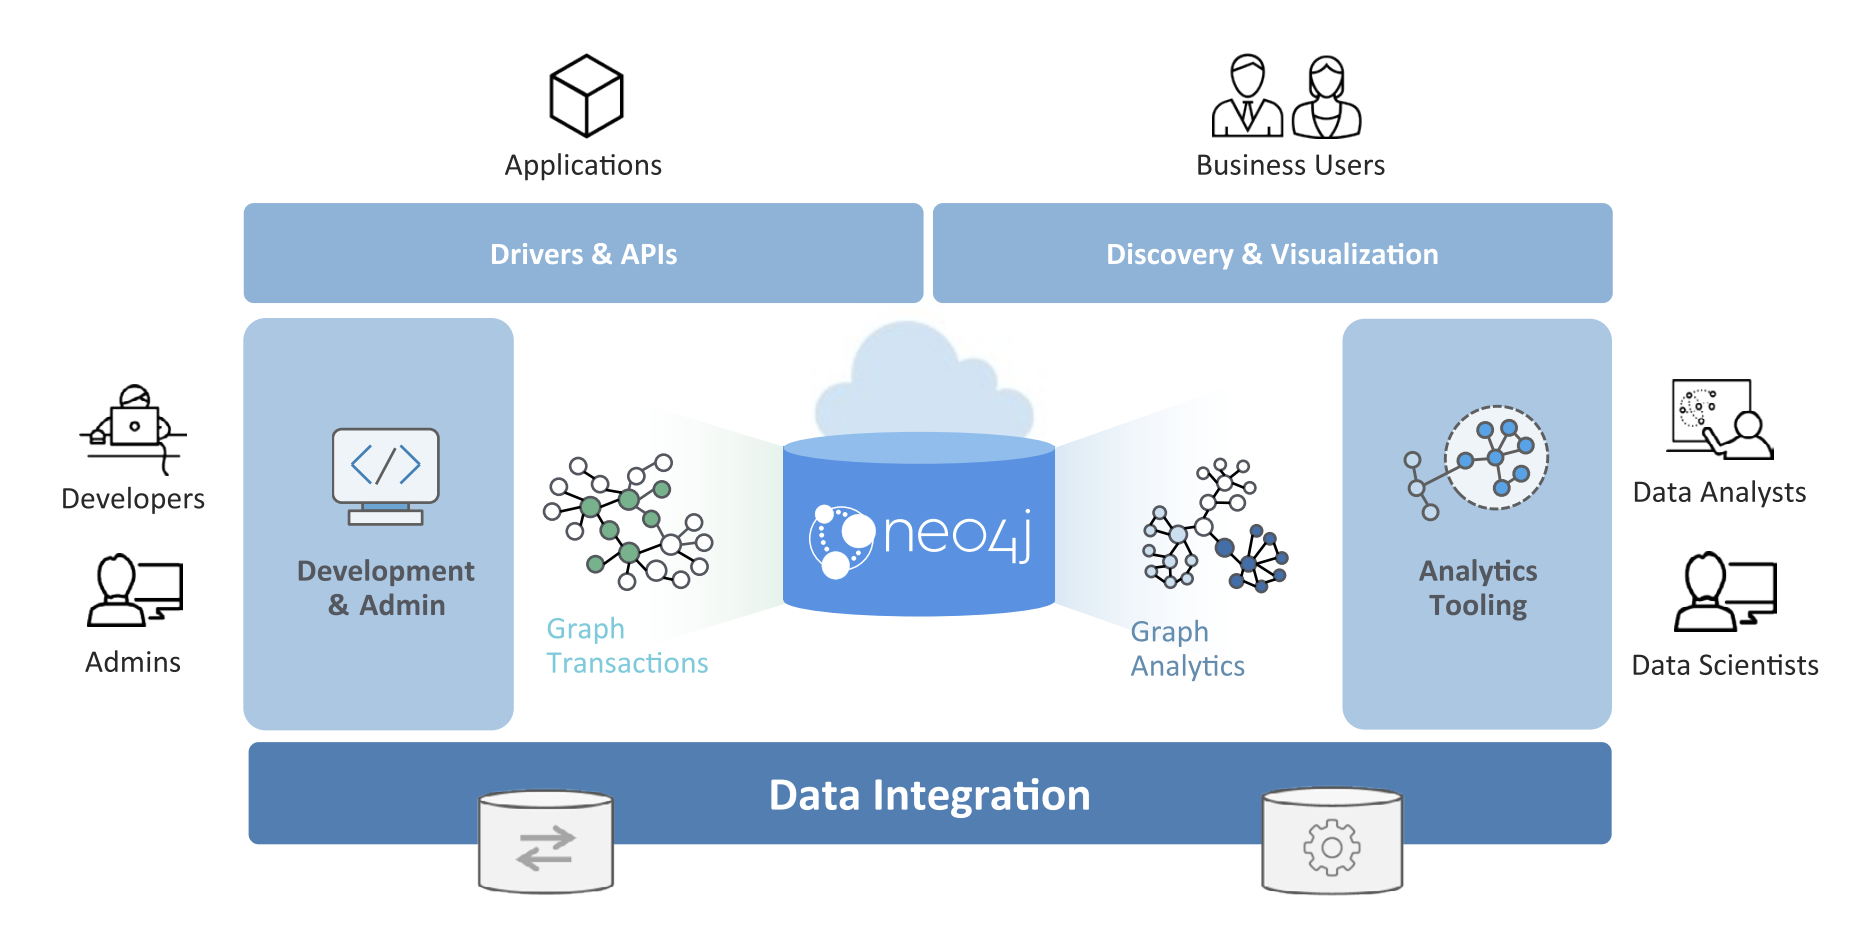 Applications
Business Users
Drivers & APIs
Discovery & Visualization
Developers
Admins
</>
Development
& Admin
Graph
Transactions
neo4j
Graph
Analytics
Analytics
Tooling
Data Analysts
Data Scientists
Data Integration